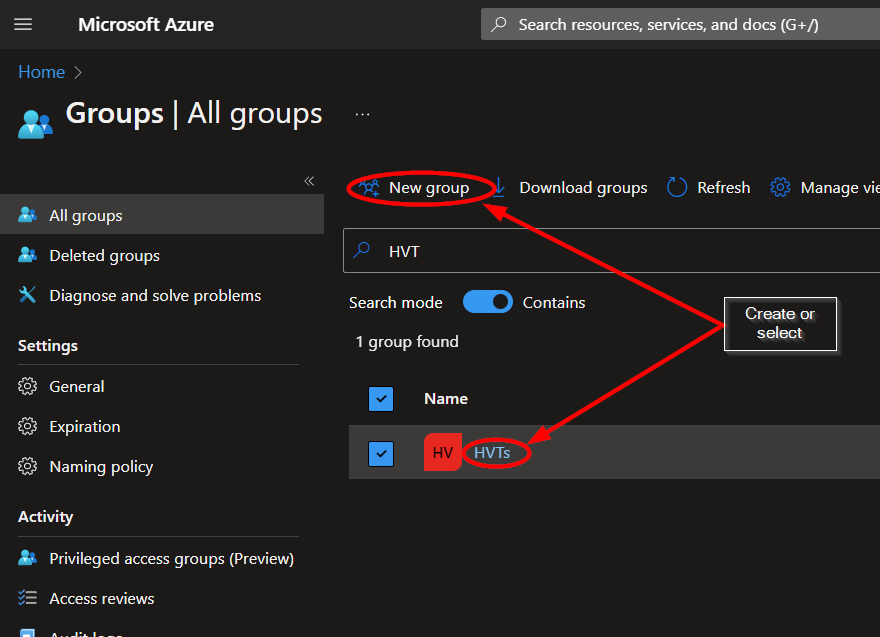 Microsoft Azure
Search resources, services, and docs (G+/)
Home
Groups | All groups
...
«
New group
Download groups
Refresh
Manage vie
All groups
Deleted groups
Diagnose and solve problems
HVT
Search mode
Contains
1 group found
Create or
select
Settings
General
Expiration
Naming policy
Name
HV
HVTs
Activity
Privileged access groups (Preview)
Access reviews
Audit logs